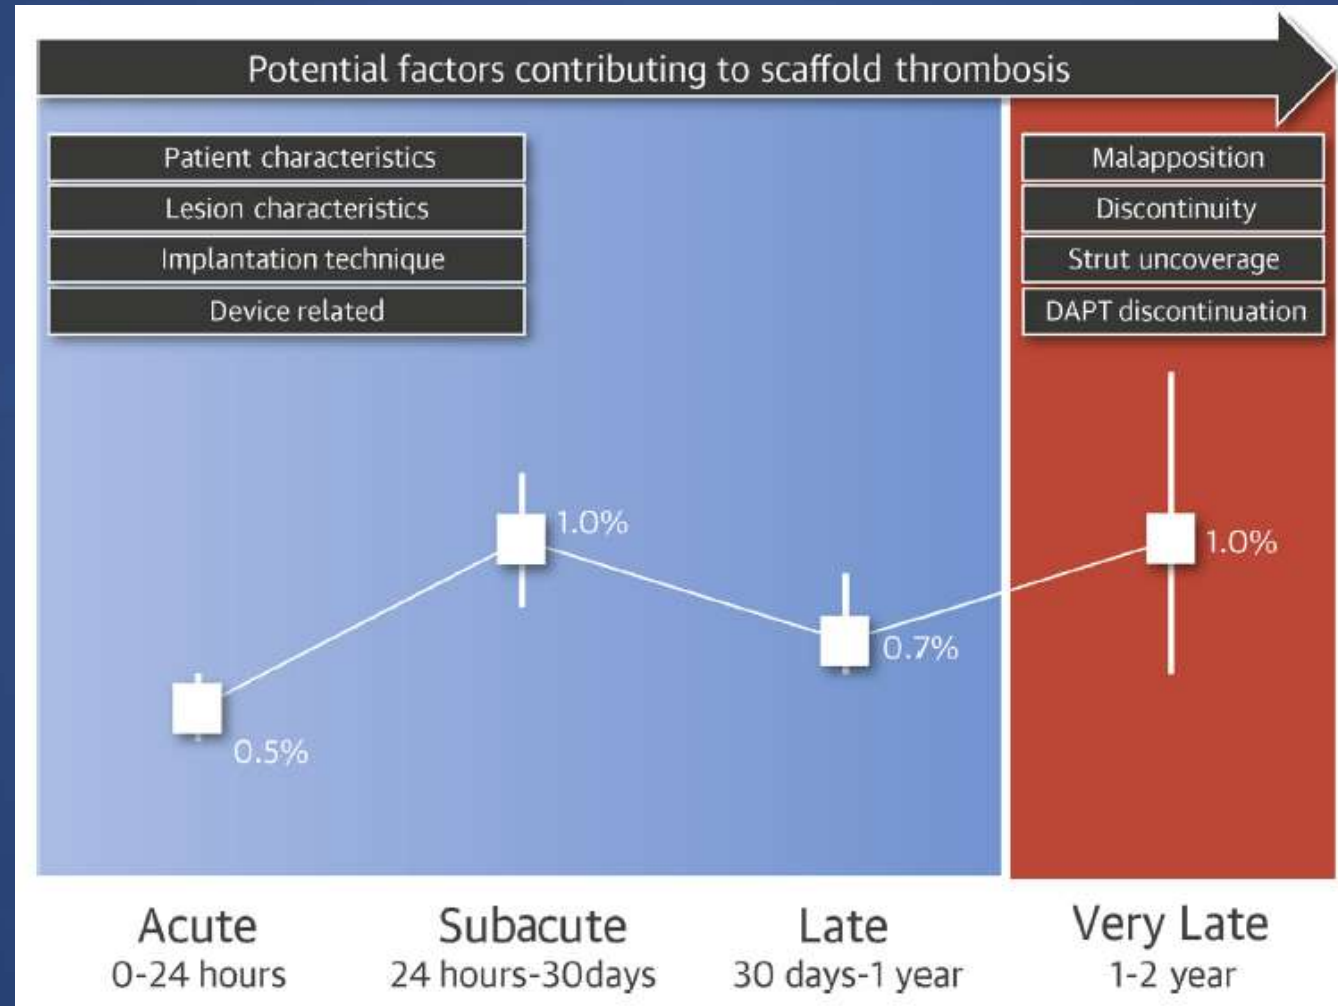 Potential factors contributing to scaffold thrombosis
Patient characteristics
Lesion characteristics
Implantation technique
Device related
Malapposition
Discontinuity
Strut uncoverage
DAPT discontinuation
0.5%
1.0%
0.7%
1.0%
Acute
0-24 hours
Subacute
24 hours-30days
Late
30 days-1 year
Very Late
1-2 year